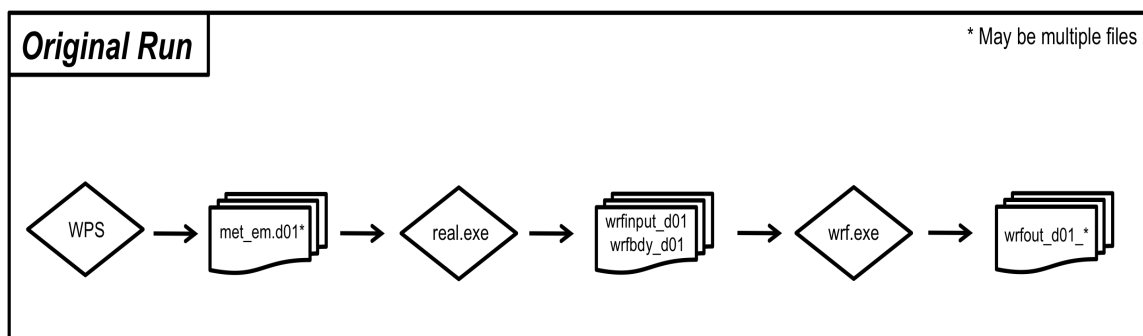 Original Run
* May be multiple files
WPS
met_em.d01*
real.exe
wrfinput_d01
wrfbdy_d01
wrf.exe
wrfout_d01_*